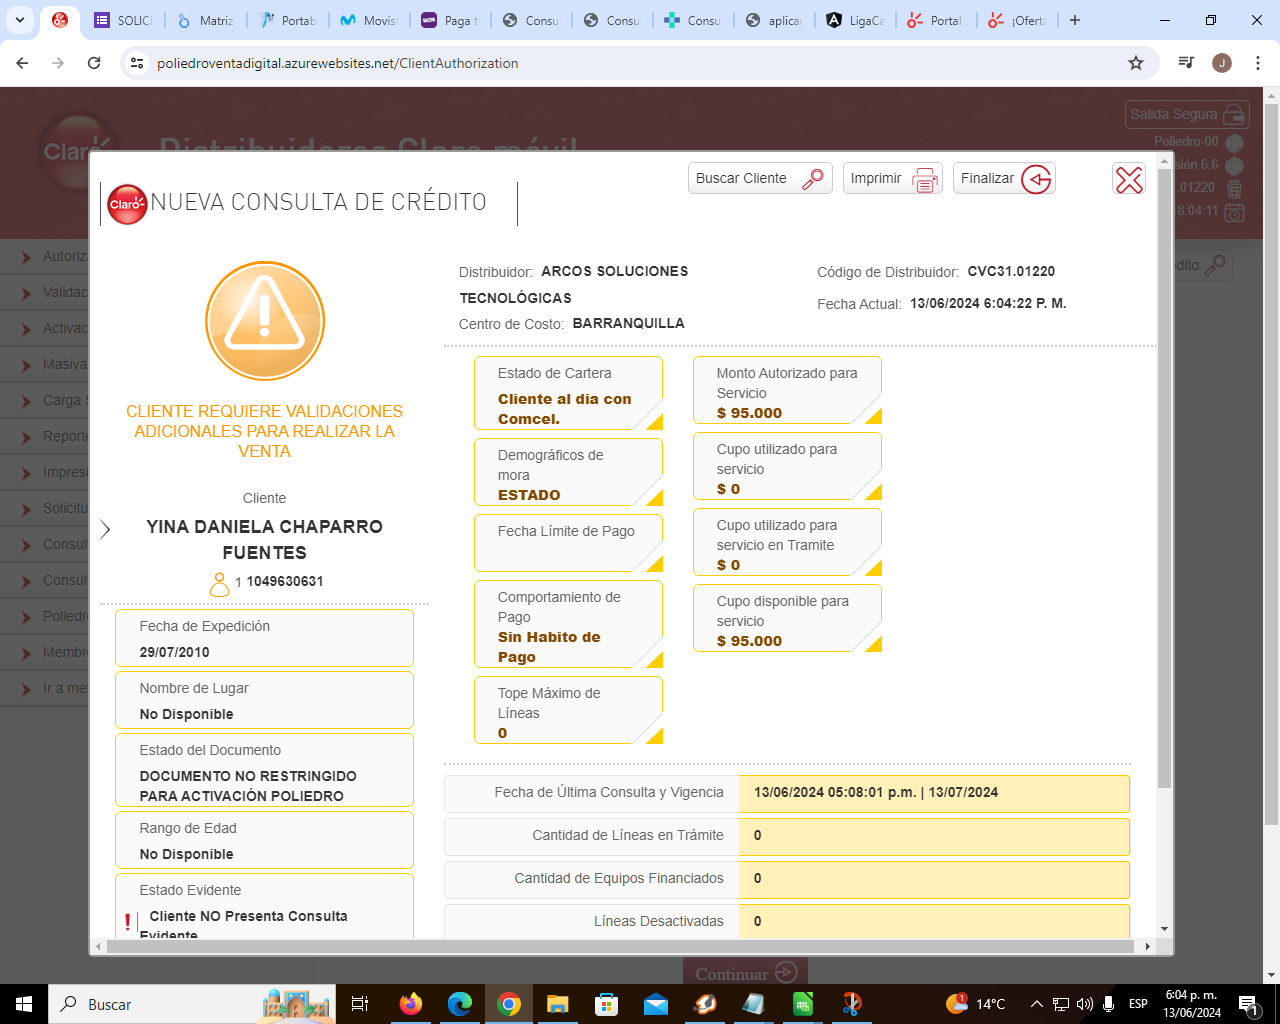 SOLIC
Matriz
Portab
Movist
Paga t
Consu
Consu
Consu
aplicac
LigaCa
Portal
¡Oferta
poliedroventadigital.azurewebsites.net/ClientAuthorization
J
Salida Segura
Claro
Distribuidores Claro móvil
Poliedro-00
sión 6.6
.01220
8:04:11
Buscar Cliente
Imprimir
Finalizar
Claro
NUEVA CONSULTA DE CRÉDITO
Autoriz
Validac
Activac
Masiva
Carga S
Reporte
Impresi
Solicitu
Consult
Consult
Poliedro
Membre
Ir a me
édito
CLIENTE REQUIERE VALIDACIONES
ADICIONALES PARA REALIZAR LA
VENTA
Cliente
YINA DANIELA CHAPARRO
FUENTES
1 1049630631
Fecha de Expedición
29/07/2010
Nombre de Lugar
No Disponible
Estado del Documento
DOCUMENTO NO RESTRINGIDO
PARA ACTIVACIÓN POLIEDRO
Rango de Edad
No Disponible
Estado Evidente
Cliente NO Presenta Consulta
Evidente
Distribuidor: ARCOS SOLUCIONES
TECNOLÓGICAS
Centro de Costo: BARRANQUILLA
Código de Distribuidor: CVC31.01220
Fecha Actual: 13/06/2024 6:04:22 P. M.
Estado de Cartera
Cliente al dia con
Comcel.
Demográficos de
mora
ESTADO
Fecha Límite de Pago
Comportamiento de
Pago
Sin Habito de
Pago
Tope Máximo de
Líneas
0
Monto Autorizado para
Servicio
$ 95.000
Cupo utilizado para
servicio
$ 0
Cupo utilizado para
servicio en Tramite
$ 0
Cupo disponible para
servicio
$ 95.000
Fecha de Última Consulta y Vigencia 13/06/2024 05:08:01 p.m. | 13/07/2024
Cantidad de Líneas en Trámite 0
Cantidad de Equipos Financiados 0
Líneas Desactivadas 0
Continuar
Buscar
1
14°C
ESP
6:04 p. m.
13/06/2024
1